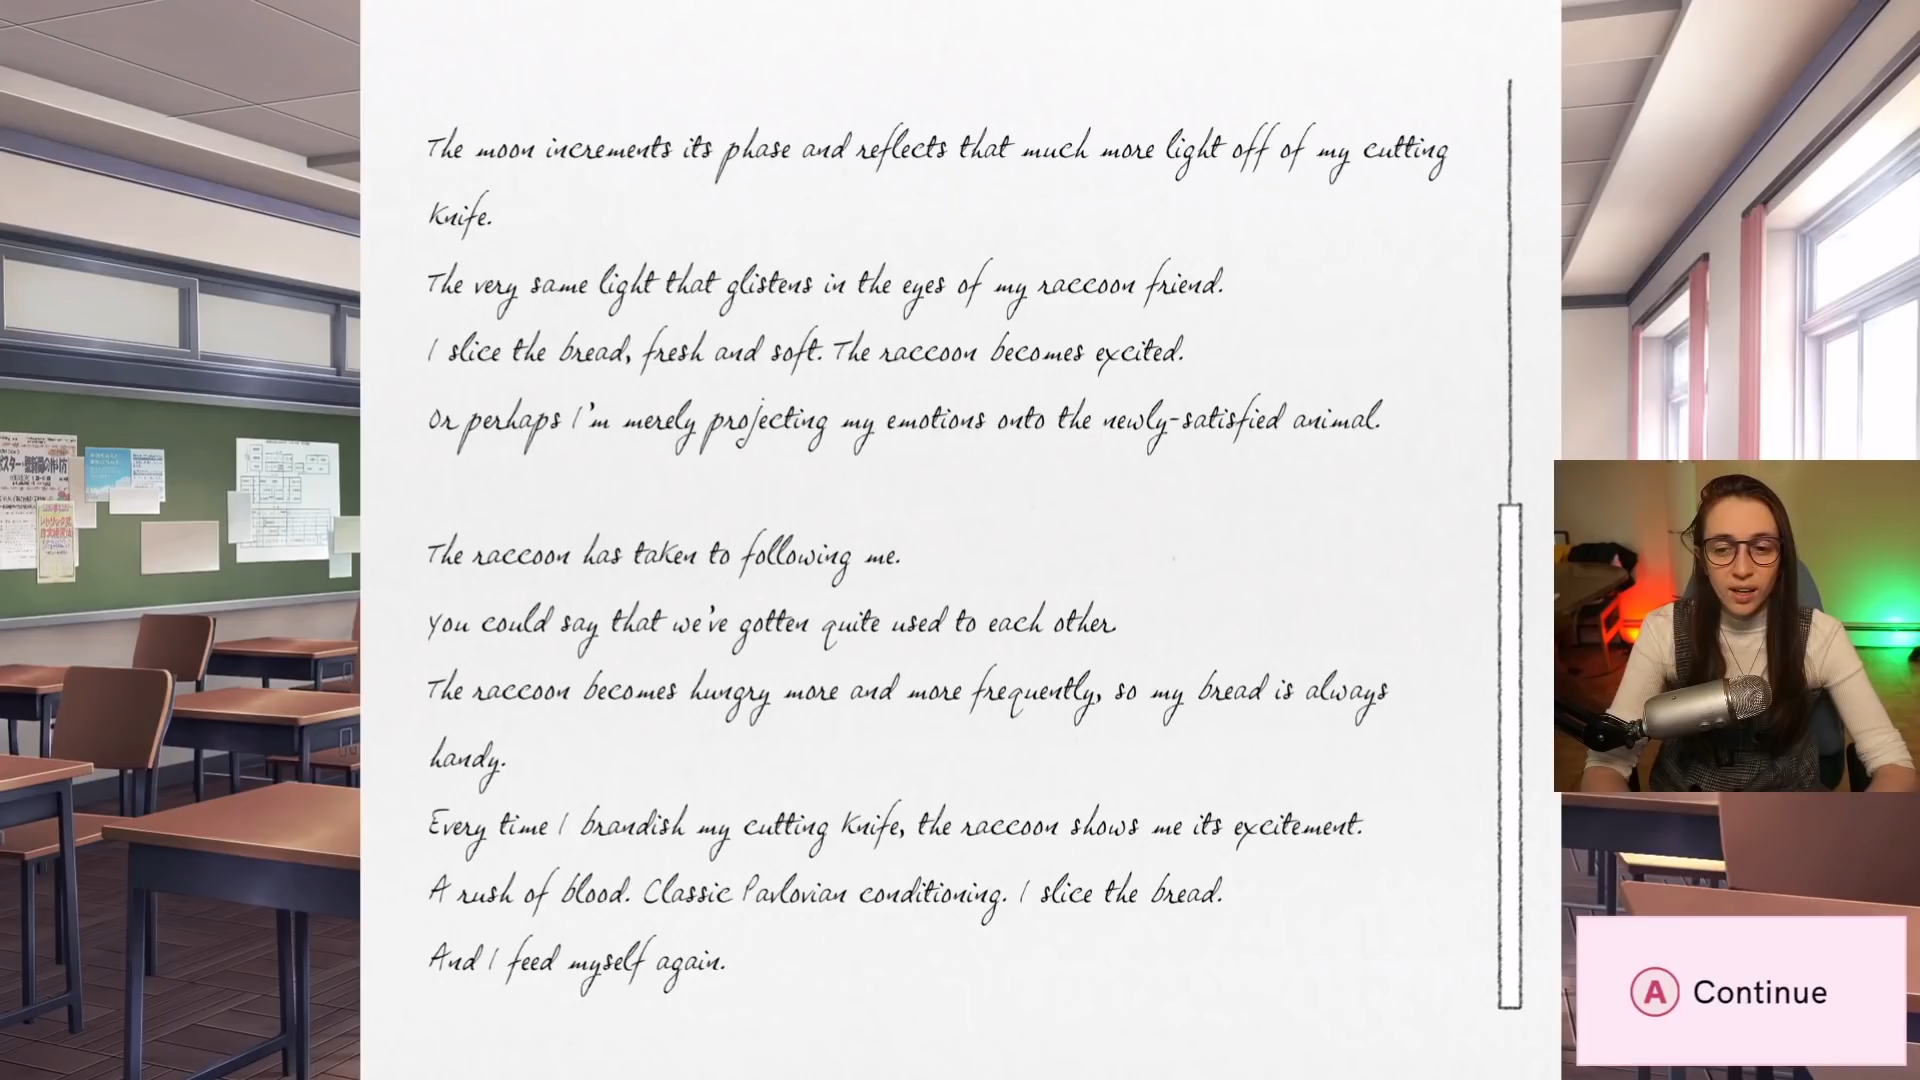 The moon increments its phase and reflects that much more light off of my cutting
knife.
The very same light that glistens in the eyes of my raccoon friend.
I slice the bread, fresh and soft. The raccoon becomes excited.
Or perhaps I'm merely projecting my emotions onto the newly-satisfied animal.
The raccoon has taken to following me.
You could say that we've gotten quite used to each other.
The raccoon becomes hungry more and more frequently, so my bread is always
handy.
Every time I brandish my cutting knife, the raccoon shows me its excitement.
A rush of blood. Classic Pavlovian conditioning. I slice the bread.
And I feed myself again.
A Continue